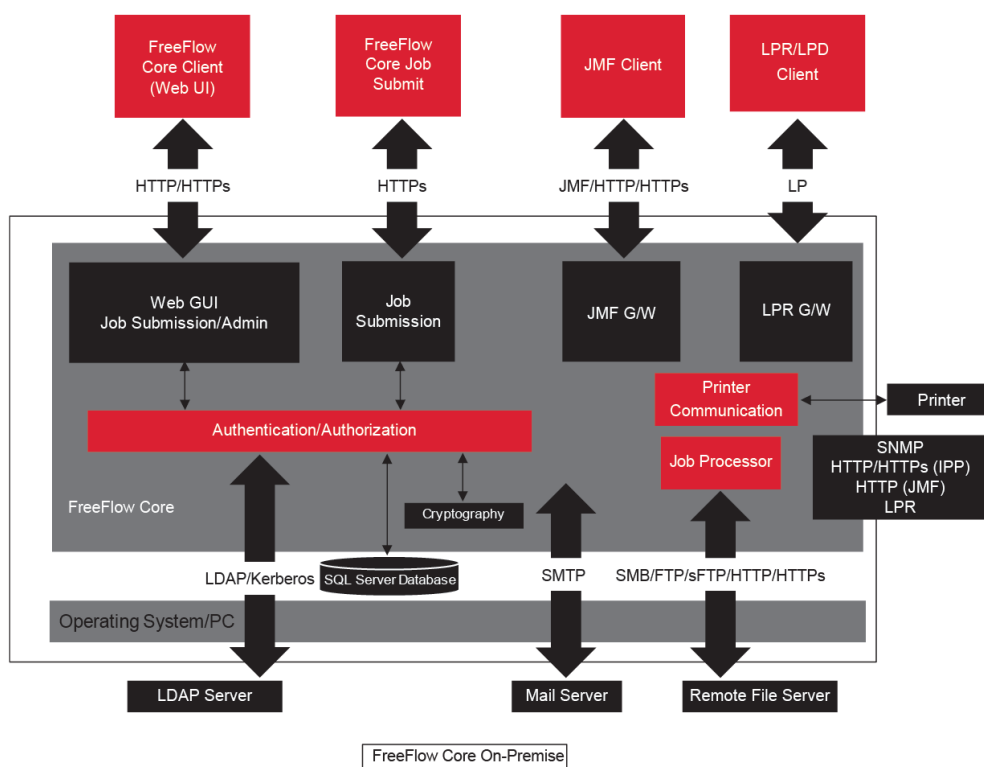 FreeFlow
Core Client
(Web UI)
FreeFlow
Core Job
Submit
JMF Client
LPR/LPD
Client
HTTP/HTTPs
HTTPs
JMF/HTTP/HTTPs
LP
Web GUI
Job Submission/Admin
Job
Submission
JMF G/W
LPR G/W
Printer
Communication
Printer
Authentication/Authorization
Job Processor
SNMP
HTTP/HTTPs (IPP)
HTTP (JMF)
LPR
FreeFlow Core
Cryptography
LDAP/Kerberos
SQL Server Database
SMTP
SMB/FTP/sFTP/HTTP/HTTPs
Operating System/PC
LDAP Server
Mail Server
Remote File Server
FreeFlow Core On-Premise